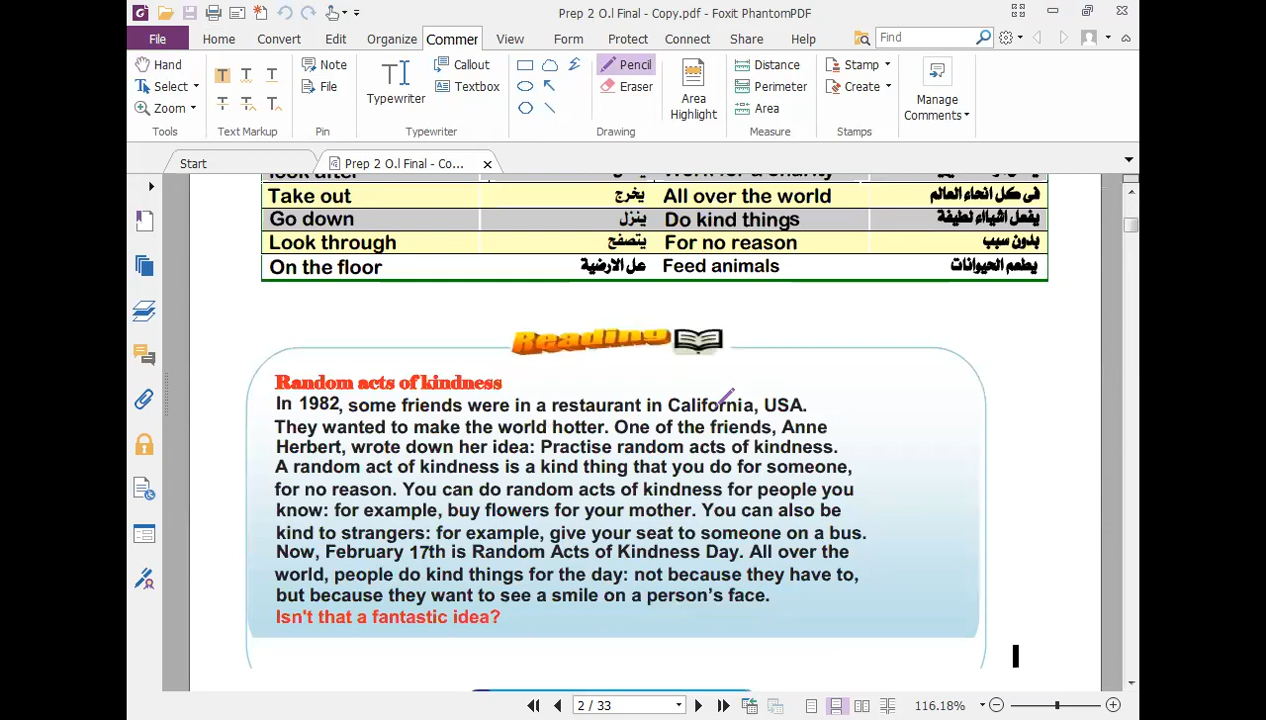 Prep 2 O.l Final - Copy.pdf - Foxit PhantomPDF
File Home Convert Edit Organize Commer View Form Protect Connect Share Help Find
Hand
Select
Zoom
Tools
Text Markup
Note
File
Pin
Typewriter
Callout
Textbox
Typewriter
Pencil
Eraser
Area Highlight
Drawing
Distance
Perimeter
Area
Measure
Stamp
Create
Stamps
Manage Comments
Start Prep 2 O.l Final - Co...
look after Work for a charity
Take out يخرج All over the world فى كل انحاء العالم
Go down ينزل Do kind things يفعل اشياء لطيفة
Look through يتصفح For no reason بدون سبب
On the floor عل الارضية Feed animals يطعم الحيوانات
Reading
Random acts of kindness
In 1982, some friends were in a restaurant in California, USA.
They wanted to make the world hotter. One of the friends, Anne
Herbert, wrote down her idea: Practise random acts of kindness.
A random act of kindness is a kind thing that you do for someone,
for no reason. You can do random acts of kindness for people you
know: for example, buy flowers for your mother. You can also be
kind to strangers: for example, give your seat to someone on a bus.
Now, February 17th is Random Acts of Kindness Day. All over the
world, people do kind things for the day: not because they have to,
but because they want to see a smile on a person's face.
Isn't that a fantastic idea?
2 / 33 116.18%